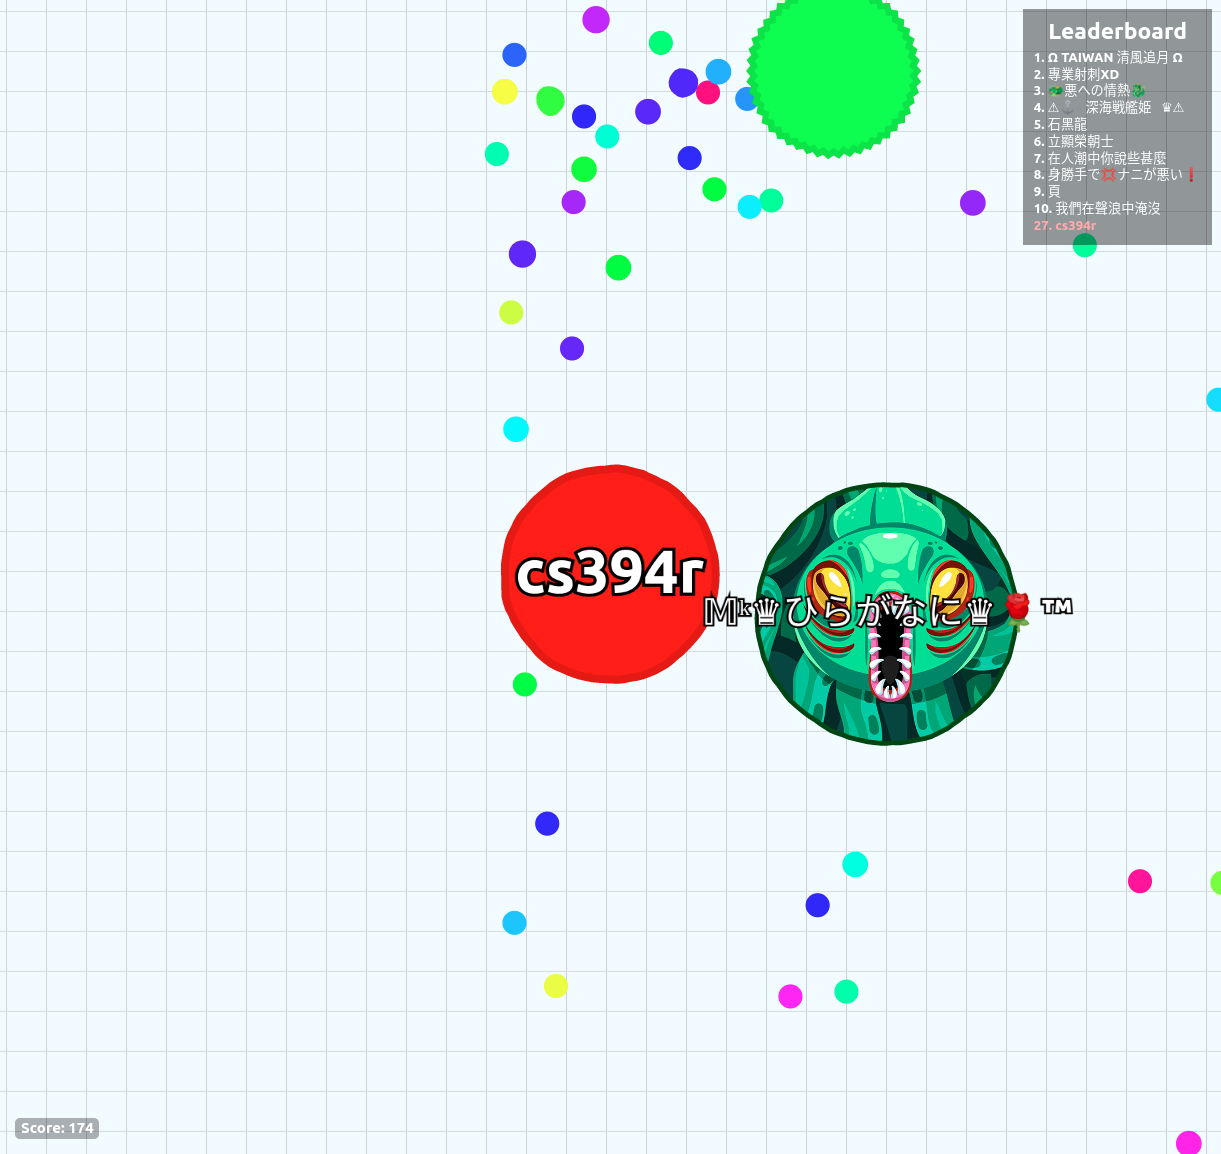 Leaderboard
1. Ω TAIWAN 清風追月 Ω
2. 專業射刺XD
3. 🐲悪への情熱🐉
4. ⚠⚓ 深海戦艦姫 ♛⚠
5. 石黑龍
6. 立顯榮朝士
7. 在人潮中你說些甚麼
8. 身勝手で💢ナニが悪い❗
9. 頁
10. 我們在聲浪中淹沒
27. cs394r
cs394r
𝕄ᵏ♛ひらがなに♛🌹™
Score: 174